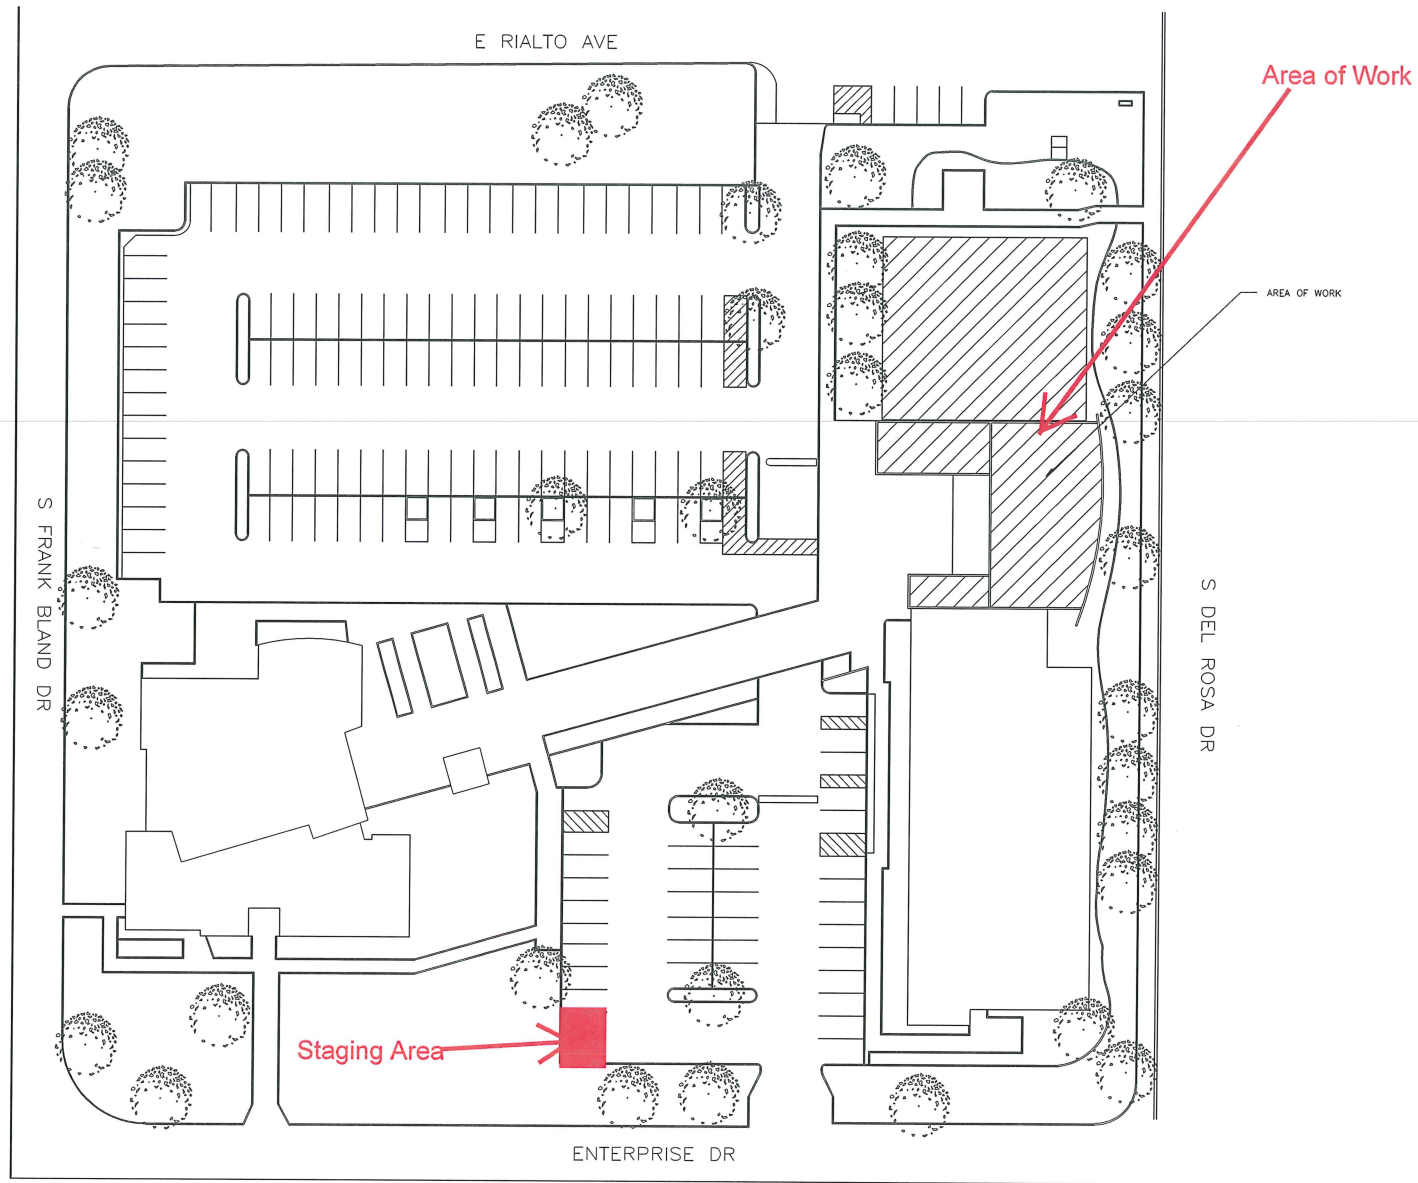 E RIALTO AVE
Area of Work
AREA OF WORK
S FRANK BLAND DR
S DEL ROSA DR
Staging Area
ENTERPRISE DR